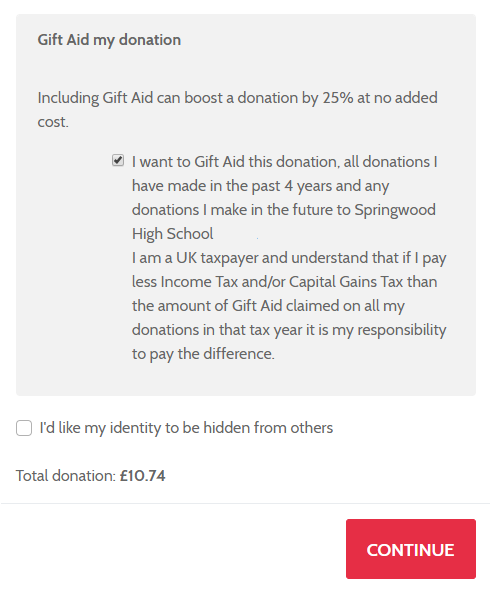 Gift Aid my donation
Including Gift Aid can boost a donation by 25% at no added
cost.
I want to Gift Aid this donation, all donations I
have made in the past 4 years and any
donations I make in the future to Springwood
High School
I am a UK taxpayer and understand that if I pay
less Income Tax and/or Capital Gains Tax than
the amount of Gift Aid claimed on all my
donations in that tax year it is my responsibility
to pay the difference.
I'd like my identity to be hidden from others
Total donation: £10.74
CONTINUE